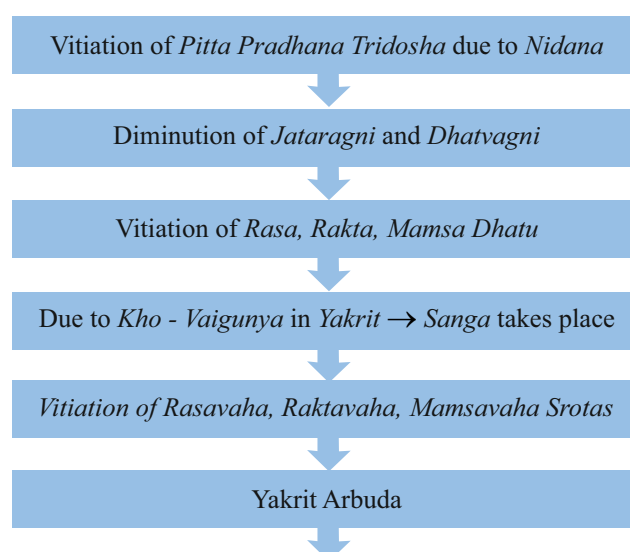 Vitiation of Pitta Pradhana Tridosha due to Nidana
Diminution of Jataragni and Dhatvagni
Vitiation of Rasa, Rakta, Mamsa Dhatu
Due to Kho - Vaigunya in Yakrit → Sanga takes place
Vitiation of Rasavaha, Raktavaha, Mamsavaha Srotas
Yakrit Arbuda